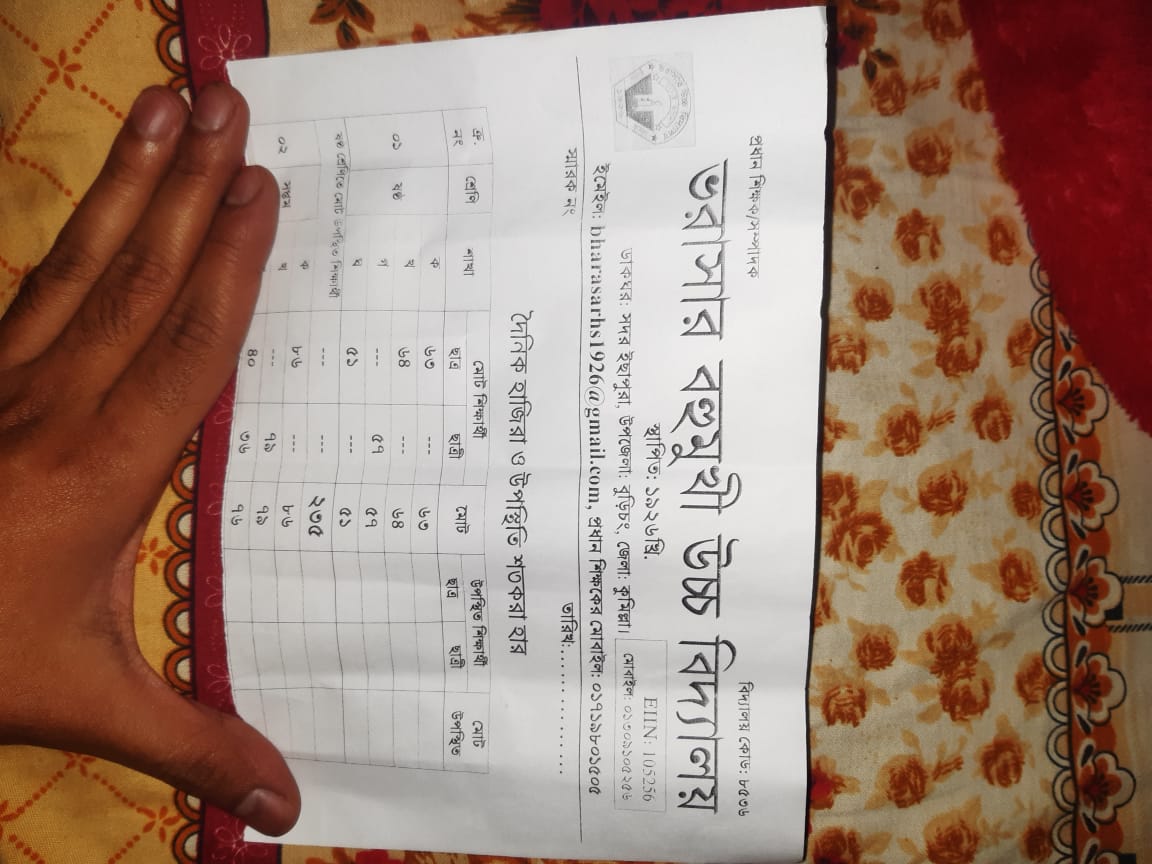 প্রধান শিক্ষক/সম্পাদক
বিদ্যালয় কোড: ৮৫৩৬
ভরাসার বহুমুখী উচ্চ বিদ্যালয়
স্থাপিত: ১৯২৬খ্রি.
EIIN: 105256
ডাকঘর: সদর ইছাপুরা, উপজেলা: বুড়িচং, জেলা: কুমিল্লা।
মোবাইল: ০১৩০৯১০৫২৫৬
ইমেইল: bharasarhs1926@gmail.com, প্রধান শিক্ষকের মোবাইল: ০১৭১৯৮০১৫০৫
স্মারক নং
তারিখ:...............
দৈনিক হাজিরা ও উপস্থিতি শতকরা হার
ক্র. নং শ্রেণি শাখা মোট শিক্ষার্থী মোট উপস্থিত শিক্ষার্থী মোট উপস্থিত
ছাত্র ছাত্রী ছাত্র ছাত্রী
০১ ষষ্ঠ
ক ৬৩ --- ৬৩
খ ৬৪ --- ৬৪
গ --- ৫৭ ৫৭
ঘ ৫১ --- ৫১
ষষ্ঠ শ্রেণিতে মোট উপস্থিত শিক্ষার্থী --- --- ২৩৫
০২ সপ্তম
ক ৮৬ --- ৮৬
খ --- ৭৯ ৭৯
৪০ ৩৬ ৭৬